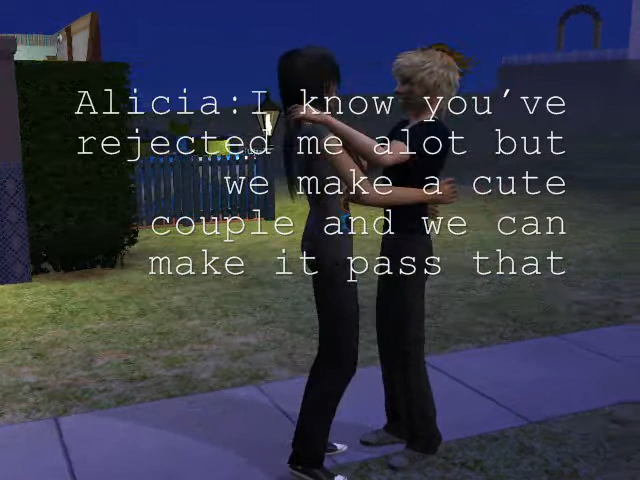 Alicia:I know you've
rejected me alot but
we make a cute
couple and we can
make it pass that